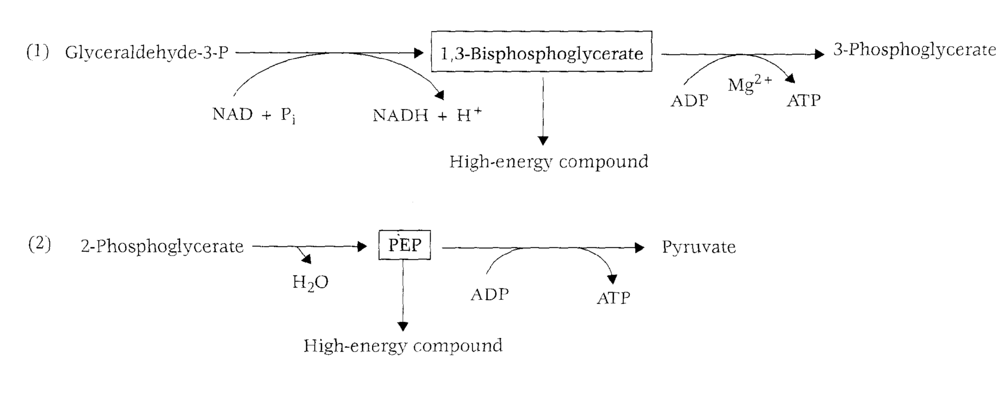 (1) Glyceraldehyde-3-P 1,3-Bisphosphoglycerate 3-Phosphoglycerate
Mg²⁺
ADP ATP
NAD + Pᵢ NADH + H⁺
High-energy compound
(2) 2-Phosphoglycerate PEP Pyruvate
H₂O
ADP ATP
High-energy compound